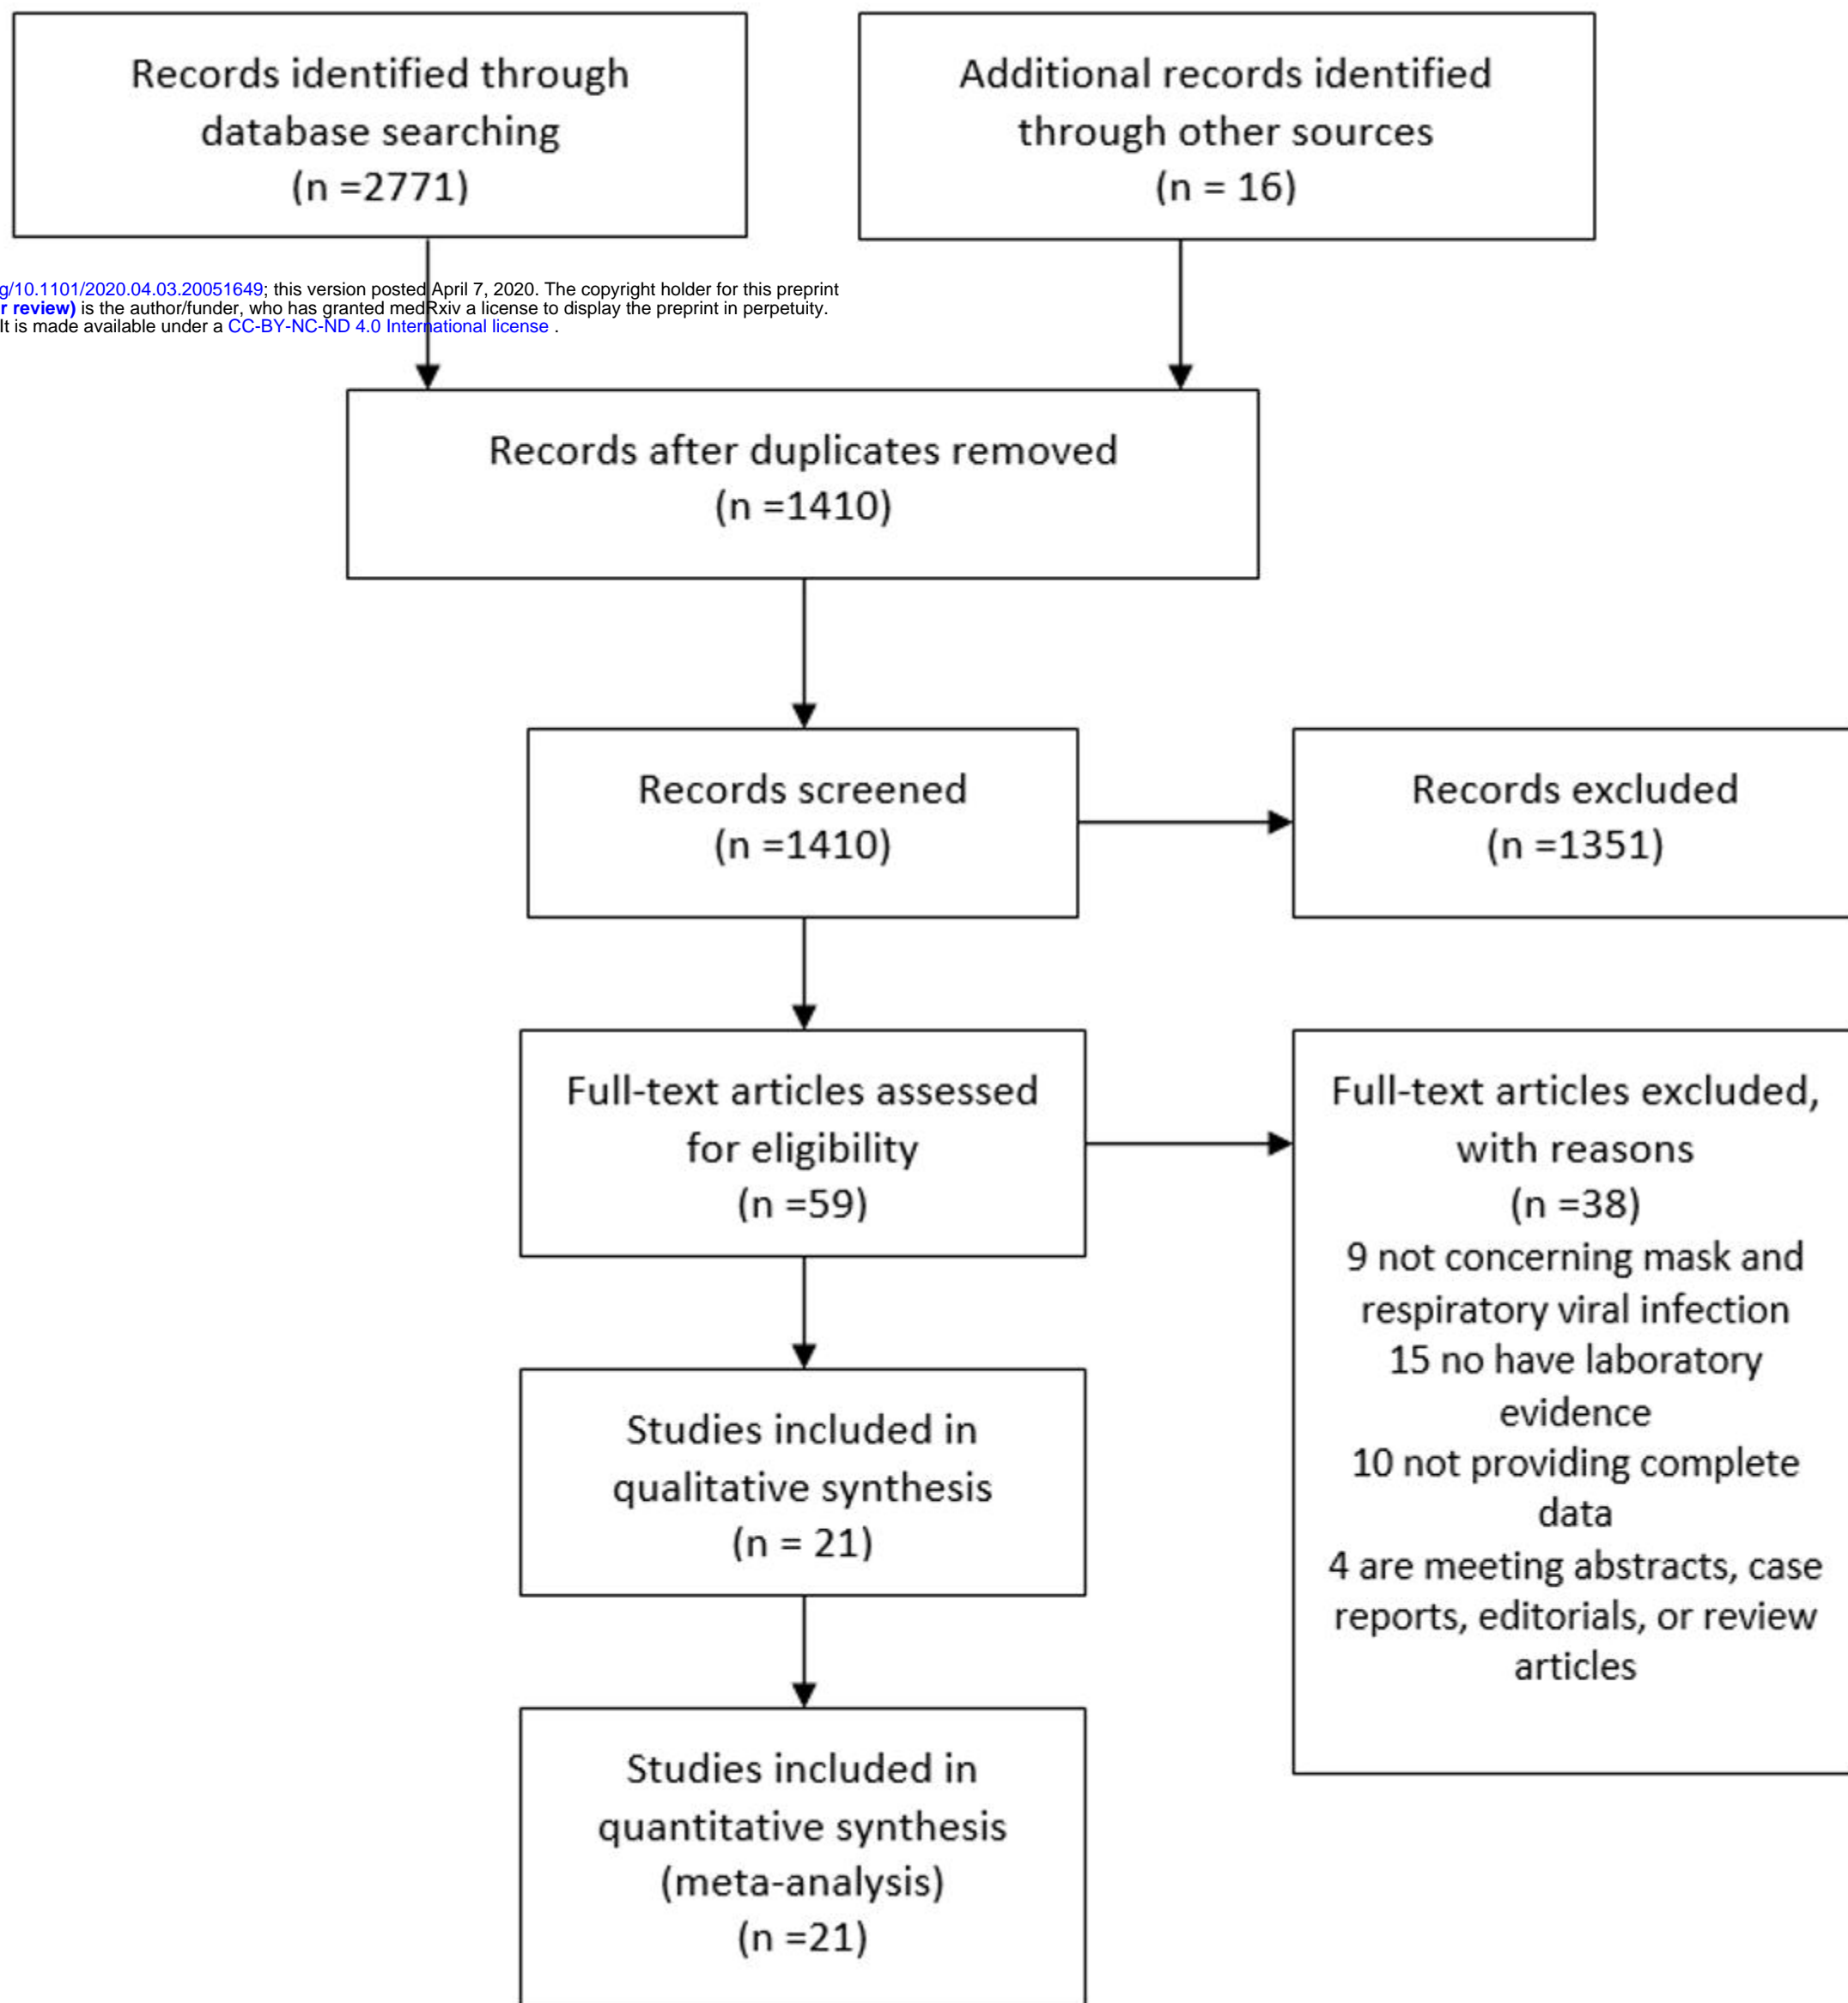 Records identified through
database searching
(n =2771)
Additional records identified
through other sources
(n = 16)
g/10.1101/2020.04.03.20051649; this version posted April 7, 2020. The copyright holder for this preprint
r review) is the author/funder, who has granted medRxiv a license to display the preprint in perpetuity.
It is made available under a CC-BY-NC-ND 4.0 International license .
Records after duplicates removed
(n =1410)
Records screened
(n =1410)
Records excluded
(n =1351)
Full-text articles assessed
for eligibility
(n =59)
Full-text articles excluded,
with reasons
(n =38)
9 not concerning mask and
respiratory viral infection
15 no have laboratory
evidence
10 not providing complete
data
4 are meeting abstracts, case
reports, editorials, or review
articles
Studies included in
qualitative synthesis
(n = 21)
Studies included in
quantitative synthesis
(meta-analysis)
(n =21)